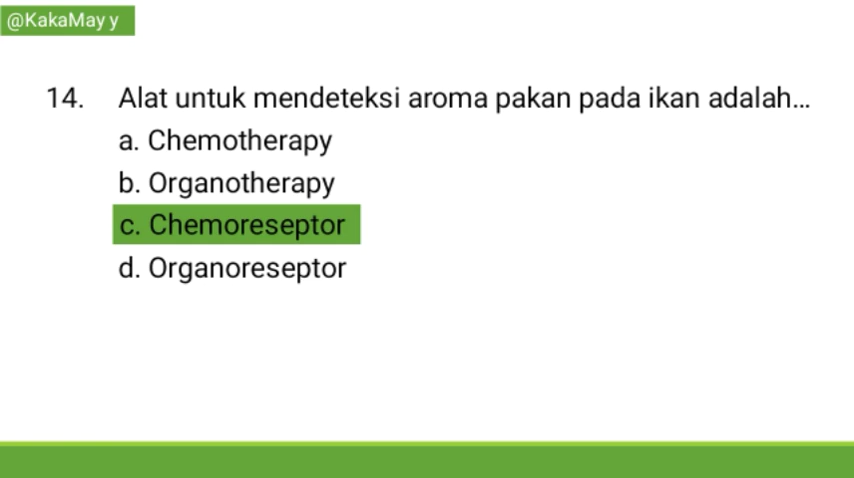 @KakaMay y
14. Alat untuk mendeteksi aroma pakan pada ikan adalah...
a. Chemotherapy
b. Organotherapy
c. Chemoreseptor
d. Organoreseptor